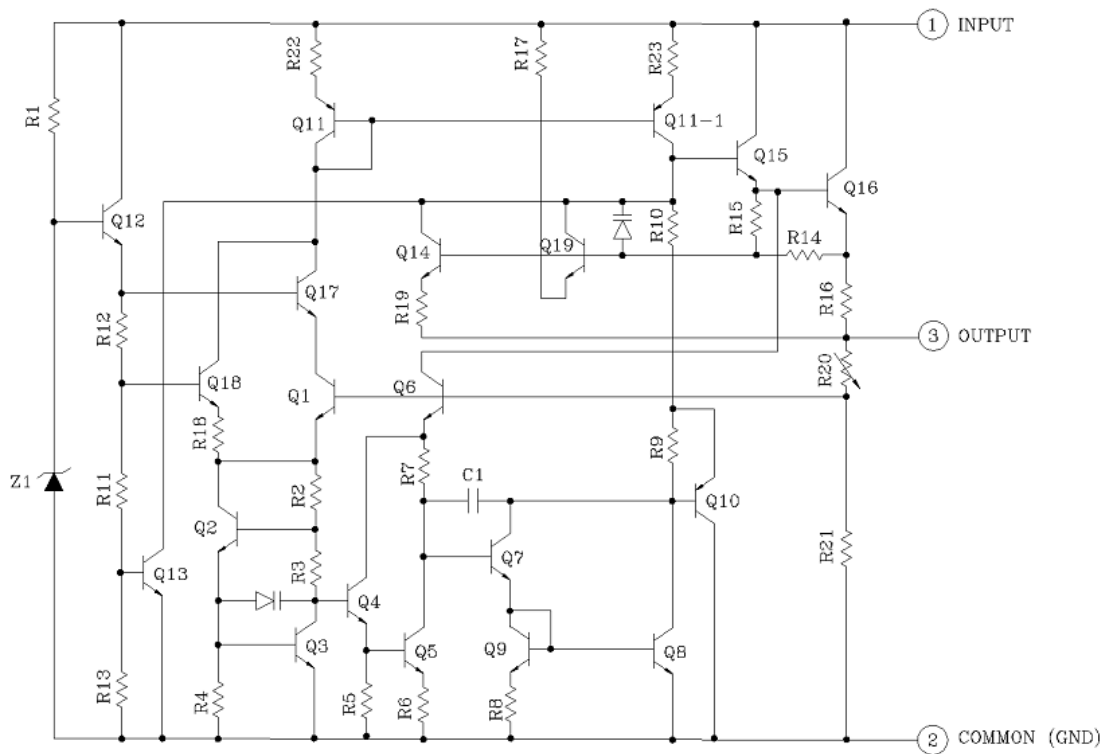 1 INPUT
R22
R17
R23
R1
Q11
Q11-1
Q15
Q16
Q12
R15
R10
Q14
Q19
R14
Q17
R19
R16
R12
3 OUTPUT
R20
Q18
Q1
Q6
R18
R9
R7
C1
Z1
R11
R2
Q10
Q2
R21
Q7
R3
Q13
Q4
Q3
Q5
Q9
Q8
R13
R4
R5
R6
R8
2 COMMON (GND)